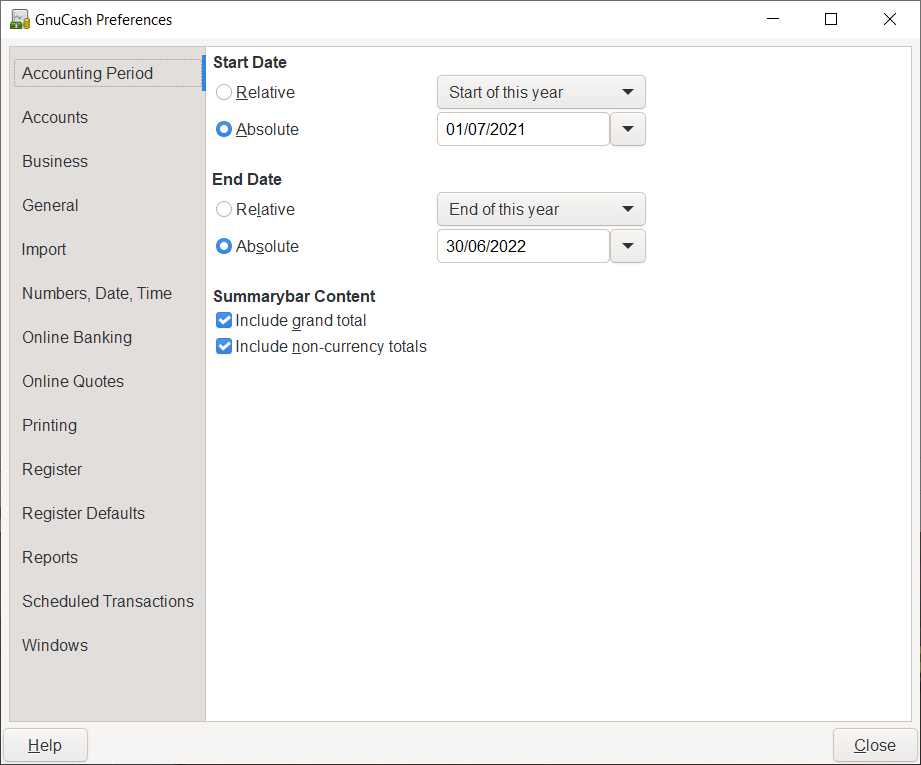 GnuCash Preferences
Accounting Period
Accounts
Business
General
Import
Numbers, Date, Time
Online Banking
Online Quotes
Printing
Register
Register Defaults
Reports
Scheduled Transactions
Windows
Start Date
Relative Start of this year
Absolute 01/07/2021
End Date
Relative End of this year
Absolute 30/06/2022
Summarybar Content
Include grand total
Include non-currency totals
Help Close